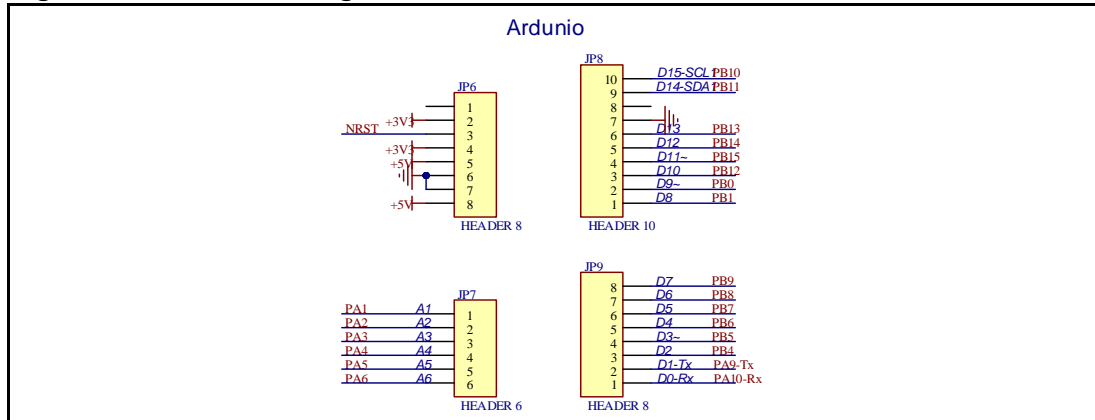 Ardunio
JP6
1
+3V3 2
NRST 3
+3V3 4
+5V 5
6
7
+5V 8
HEADER 8
JP8
10 D15-SCL1 PB10
9 D14-SDA1 PB11
8
7
6 D13 PB13
5 D12 PB14
4 D11~ PB15
3 D10 PB12
2 D9~ PB0
1 D8 PB1
HEADER 10
JP7
PA1 A1 1
PA2 A2 2
PA3 A3 3
PA4 A4 4
PA5 A5 5
PA6 A6 6
HEADER 6
JP9
8 D7 PB9
7 D6 PB8
6 D5 PB7
5 D4 PB6
4 D3~ PB5
3 D2 PB4
2 D1-Tx PA9-Tx
1 D0-Rx PA10-Rx
HEADER 8